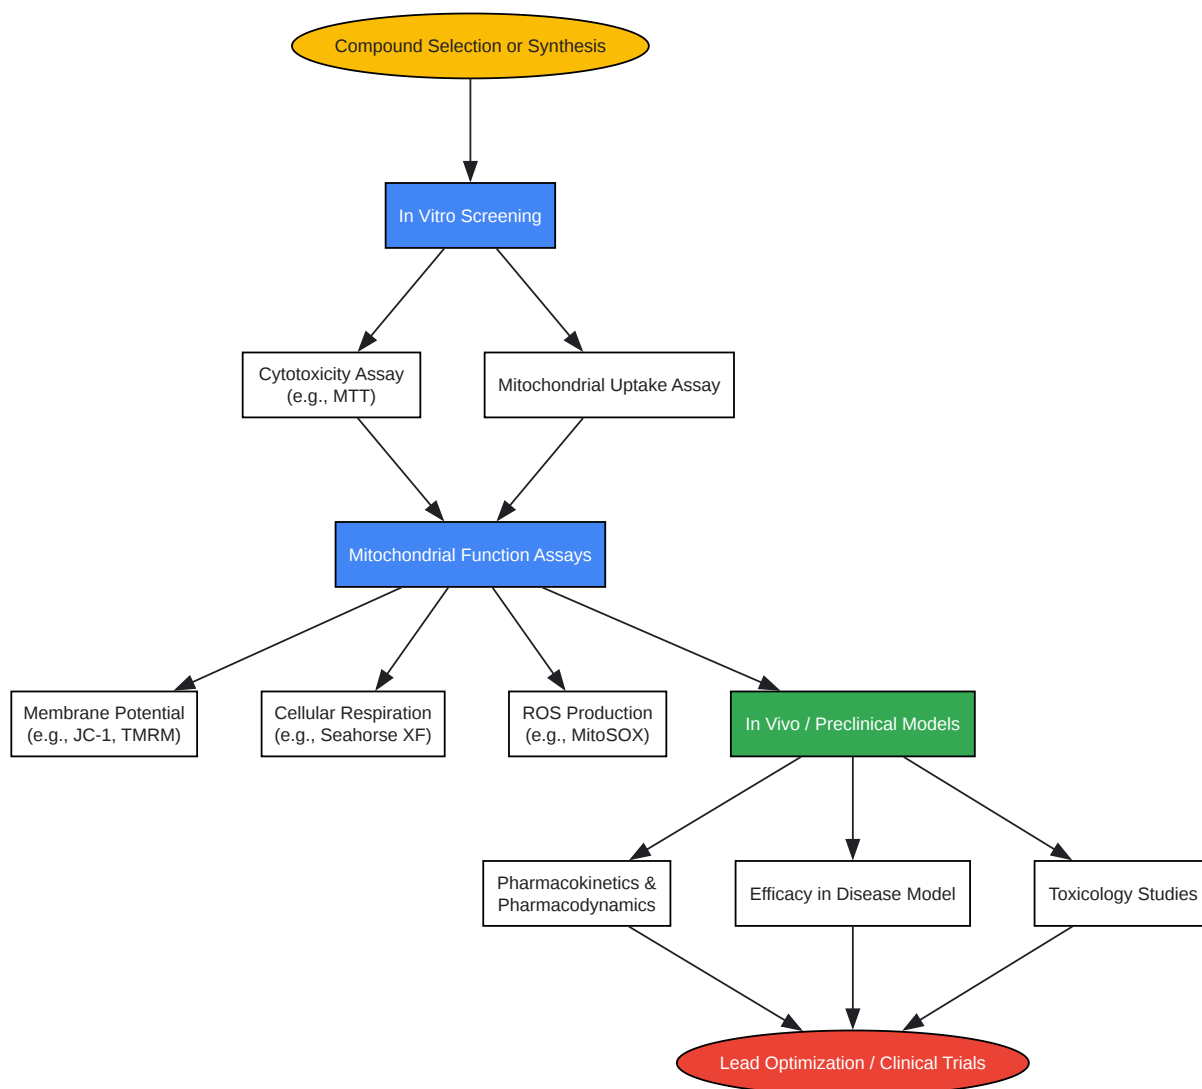 Compound Selection or Synthesis
In Vitro Screening
Cytotoxicity Assay
(e.g., MTT)
Mitochondrial Uptake Assay
Mitochondrial Function Assays
Membrane Potential
(e.g., JC-1, TMRM)
Cellular Respiration
(e.g., Seahorse XF)
ROS Production
(e.g., MitoSOX)
In Vivo / Preclinical Models
Pharmacokinetics &
Pharmacodynamics
Efficacy in Disease Model
Toxicology Studies
Lead Optimization / Clinical Trials